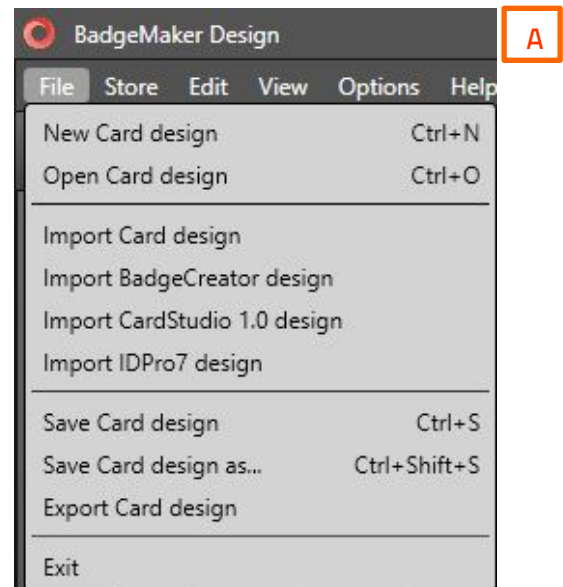 BadgeMaker Design
A
File Store Edit View Options Help
New Card design Ctrl+N
Open Card design Ctrl+O
Import Card design
Import BadgeCreator design
Import CardStudio 1.0 design
Import IDPro7 design
Save Card design Ctrl+S
Save Card design as... Ctrl+Shift+S
Export Card design
Exit